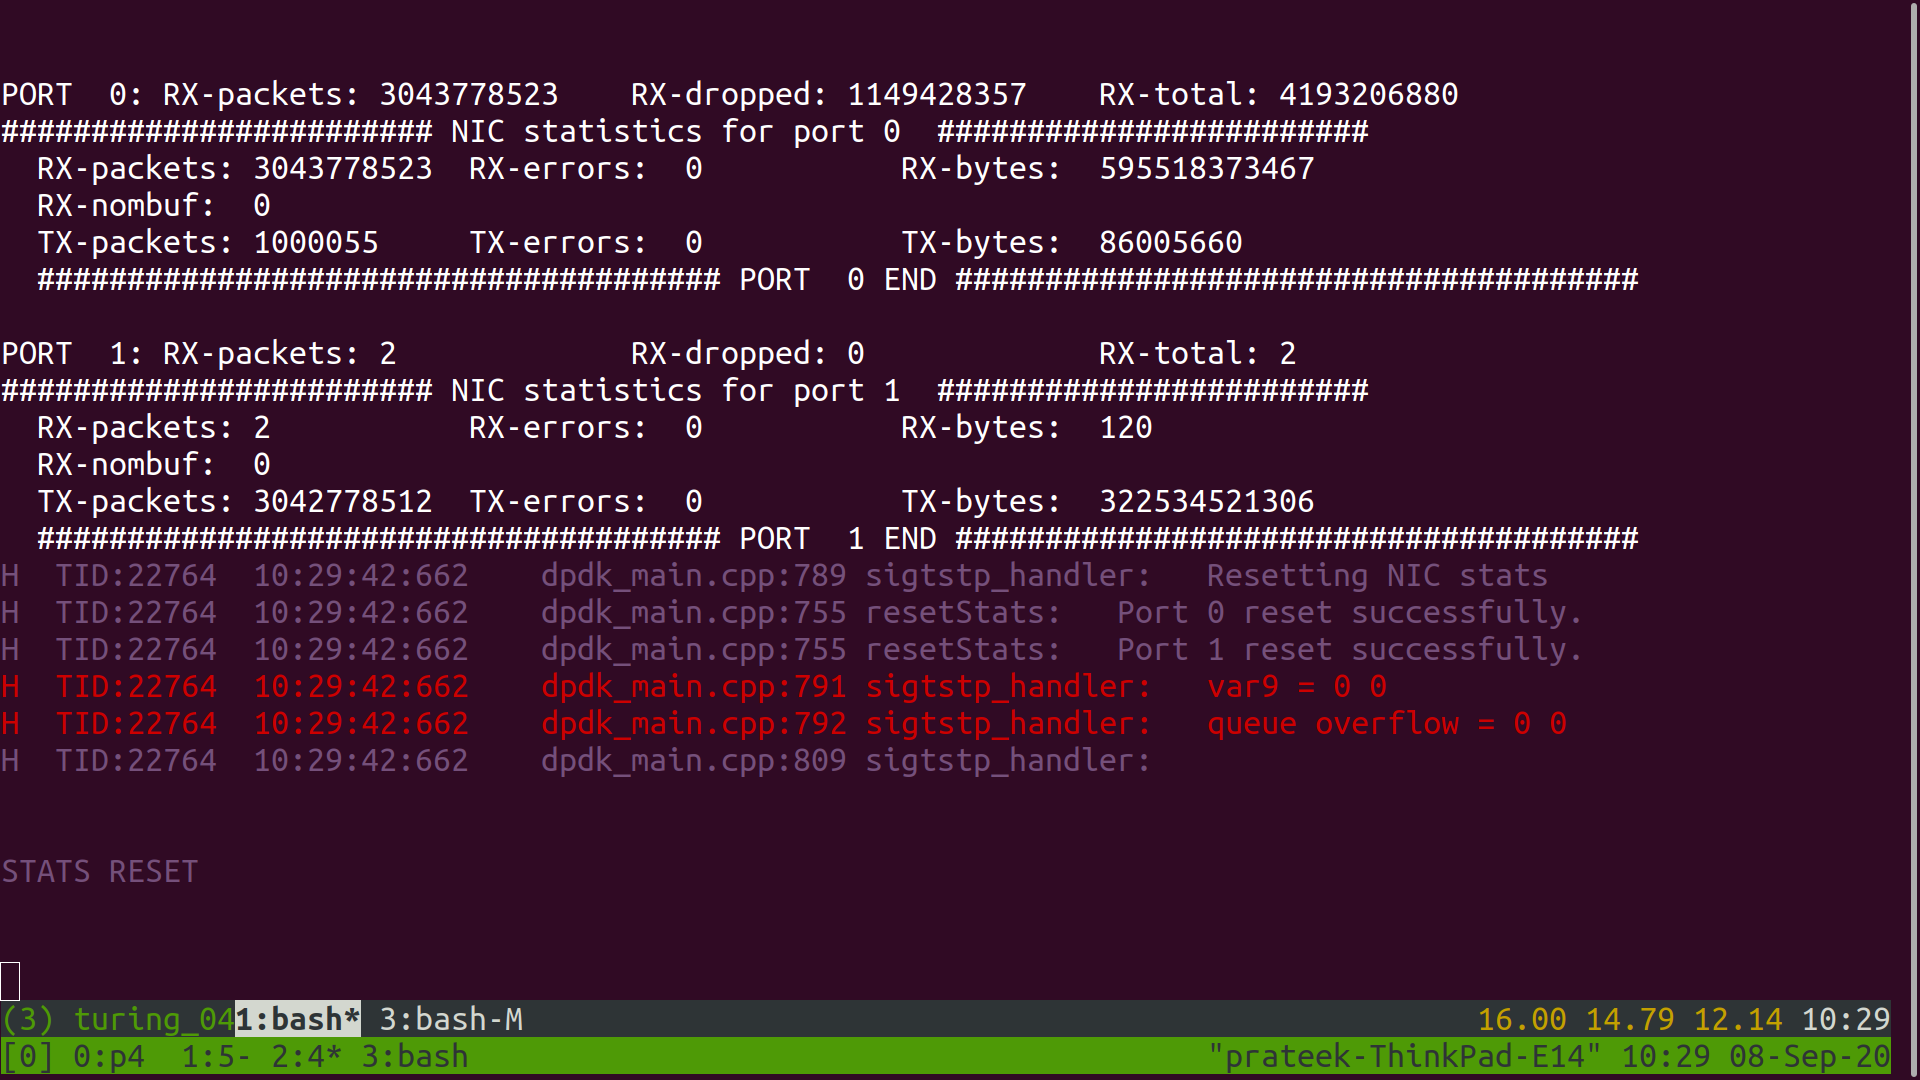 PORT  0: RX-packets: 3043778523    RX-dropped: 1149428357    RX-total: 4193206880
######################## NIC statistics for port 0  ########################
  RX-packets: 3043778523  RX-errors:  0           RX-bytes:  595518373467
  RX-nombuf:  0
  TX-packets: 1000055     TX-errors:  0           TX-bytes:  86005660
  ###################################### PORT  0 END ######################################
PORT  1: RX-packets: 2             RX-dropped: 0             RX-total: 2
######################## NIC statistics for port 1  ########################
  RX-packets: 2           RX-errors:  0           RX-bytes:  120
  RX-nombuf:  0
  TX-packets: 3042778512  TX-errors:  0           TX-bytes:  322534521306
  ###################################### PORT  1 END ######################################
H  TID:22764  10:29:42:662    dpdk_main.cpp:789 sigtstp_handler:   Resetting NIC stats
H  TID:22764  10:29:42:662    dpdk_main.cpp:755 resetStats:   Port 0 reset successfully.
H  TID:22764  10:29:42:662    dpdk_main.cpp:755 resetStats:   Port 1 reset successfully.
H  TID:22764  10:29:42:662    dpdk_main.cpp:791 sigtstp_handler:   var9 = 0 0
H  TID:22764  10:29:42:662    dpdk_main.cpp:792 sigtstp_handler:   queue overflow = 0 0
H  TID:22764  10:29:42:662    dpdk_main.cpp:809 sigtstp_handler:
STATS RESET
(3) turing_041:bash* 3:bash-M 16.00 14.79 12.14 10:29
[0] 0:p4  1:5- 2:4* 3:bash "prateek-ThinkPad-E14" 10:29 08-Sep-20